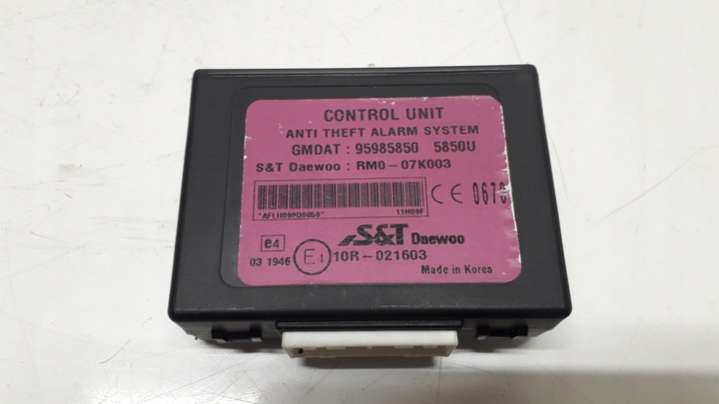 CONTROL UNIT
ANTI THEFT ALARM SYSTEM
GMDAT : 95985850 5850U
S&T Daewoo : RM0-07K003
CE 0678
e4
S&T Daewoo
03 1946 E4 10R-021603
Made in Korea